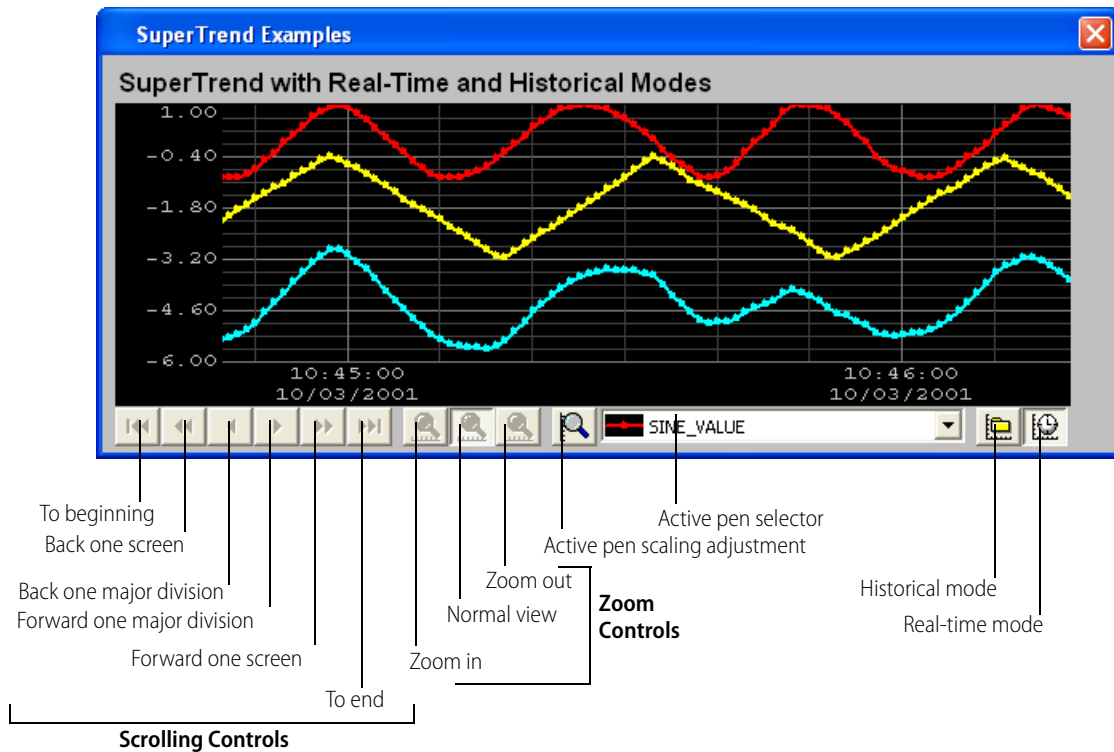 SuperTrend Examples
SuperTrend with Real-Time and Historical Modes
1.00
-0.40
-1.80
-3.20
-4.60
-6.00
10:45:00
10/03/2001
10:46:00
10/03/2001
SINE_VALUE
To beginning
Back one screen
Back one major division
Forward one major division
Forward one screen
To end
Scrolling Controls
Active pen selector
Active pen scaling adjustment
Zoom out
Normal view
Zoom in
Zoom
Controls
Historical mode
Real-time mode